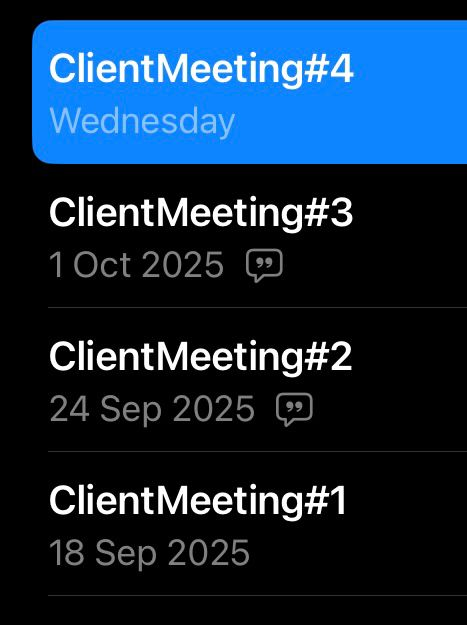 ClientMeeting#4
Wednesday
ClientMeeting#3
1 Oct 2025
ClientMeeting#2
24 Sep 2025
ClientMeeting#1
18 Sep 2025